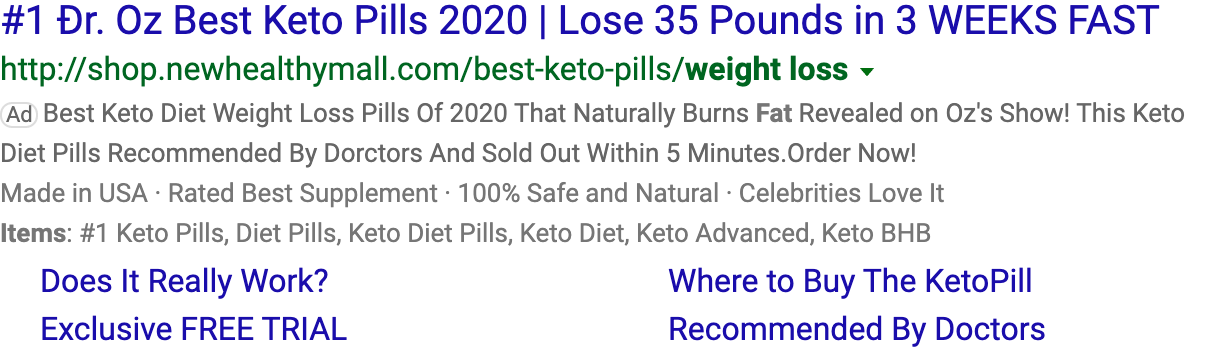 #1 Ðr. Oz Best Keto Pills 2020 | Lose 35 Pounds in 3 WEEKS FAST
http://shop.newhealthymall.com/best-keto-pills/weight loss
Ad Best Keto Diet Weight Loss Pills Of 2020 That Naturally Burns Fat Revealed on Oz's Show! This Keto
Diet Pills Recommended By Dorctors And Sold Out Within 5 Minutes.Order Now!
Made in USA · Rated Best Supplement · 100% Safe and Natural · Celebrities Love It
Items: #1 Keto Pills, Diet Pills, Keto Diet Pills, Keto Diet, Keto Advanced, Keto BHB
Does It Really Work? Where to Buy The KetoPill
Exclusive FREE TRIAL Recommended By Doctors